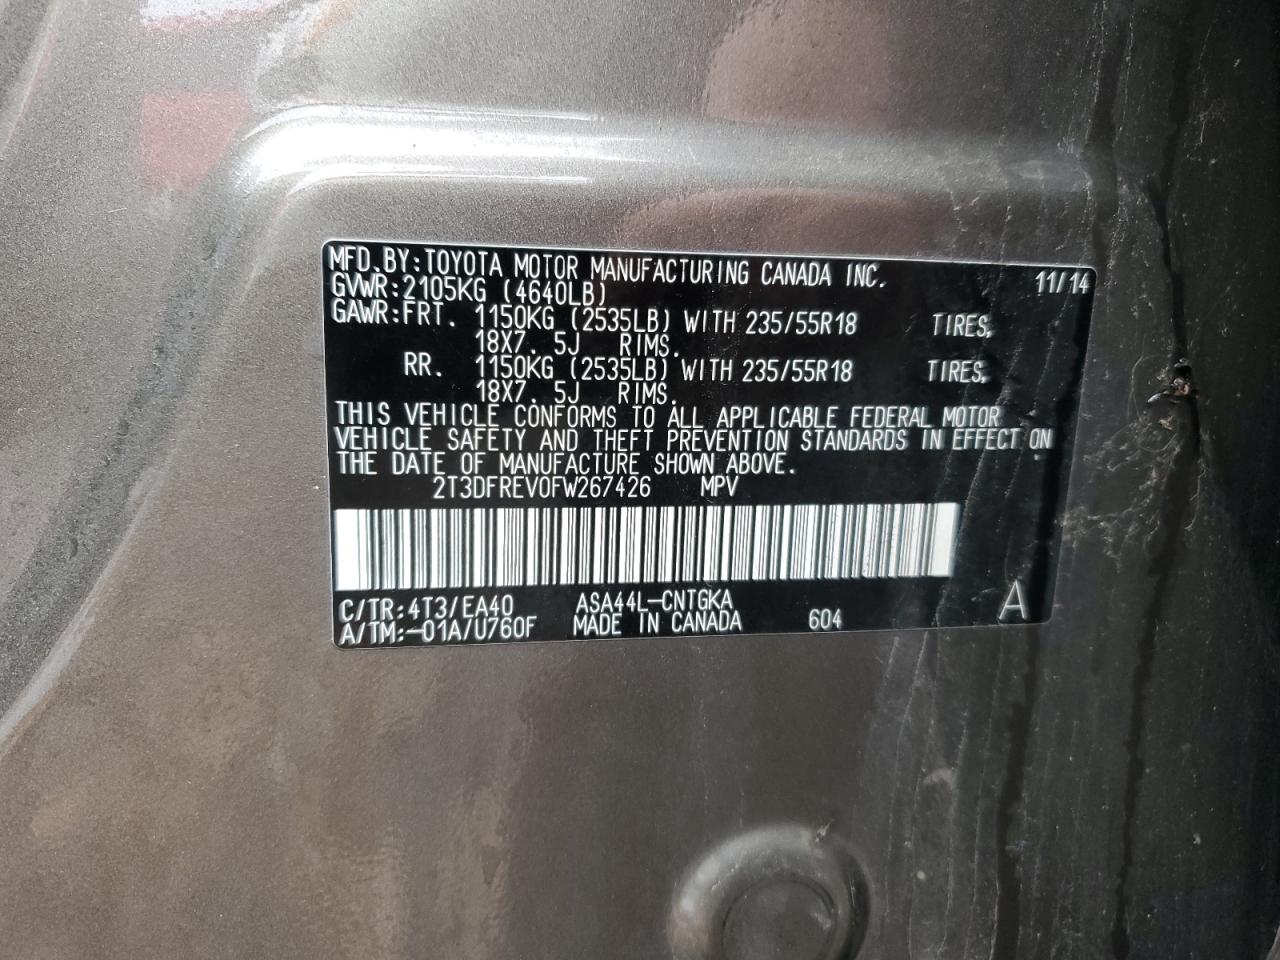 MFD.BY:TOYOTA MOTOR MANUFACTURING CANADA INC. 11/14
GVWR:2105KG (4640LB)
GAWR:FRT. 1150KG (2535LB) WITH 235/55R18 TIRES,
18X7. 5J RIMS.
RR. 1150KG (2535LB) WITH 235/55R18 TIRES,
18X7. 5J RIMS.
THIS VEHICLE CONFORMS TO ALL APPLICABLE FEDERAL MOTOR
VEHICLE SAFETY AND THEFT PREVENTION STANDARDS IN EFFECT ON
THE DATE OF MANUFACTURE SHOWN ABOVE.
2T3DFREV0FW267426 MPV
C/TR:4T3/EA40 ASA44L-CNTGKA A
A/TM:-01A/U760F MADE IN CANADA 604